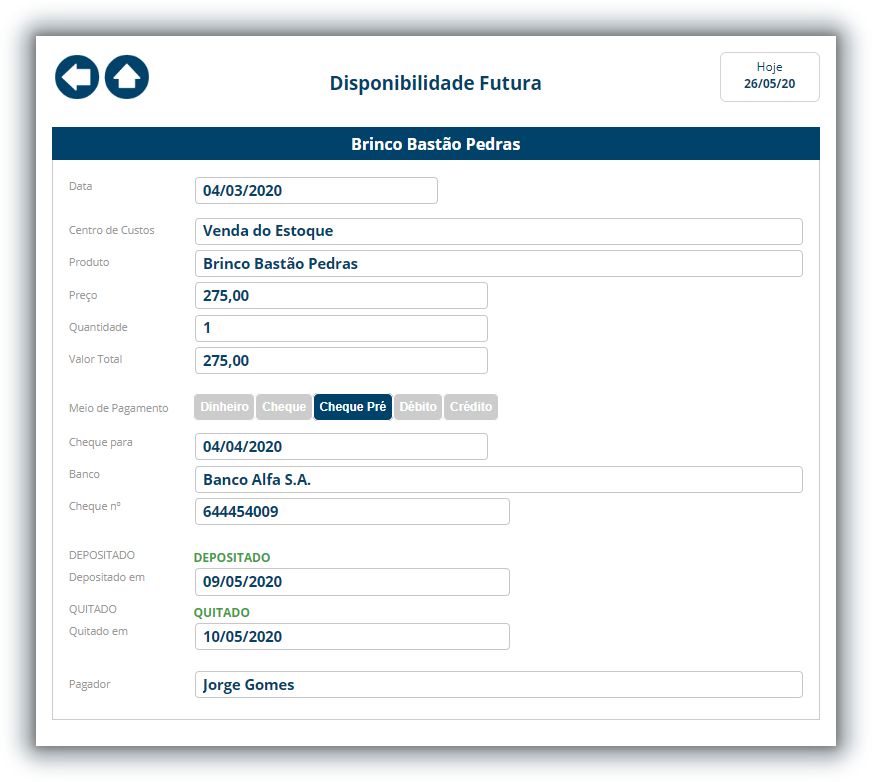 Disponibilidade Futura
Hoje
26/05/20
Brinco Bastão Pedras
Data 04/03/2020
Centro de Custos Venda do Estoque
Produto Brinco Bastão Pedras
Preço 275,00
Quantidade 1
Valor Total 275,00
Meio de Pagamento Dinheiro Cheque Cheque Pré Débito Crédito
Cheque para 04/04/2020
Banco Banco Alfa S.A.
Cheque nº 644454009
DEPOSITADO DEPOSITADO
Depositado em 09/05/2020
QUITADO QUITADO
Quitado em 10/05/2020
Pagador Jorge Gomes